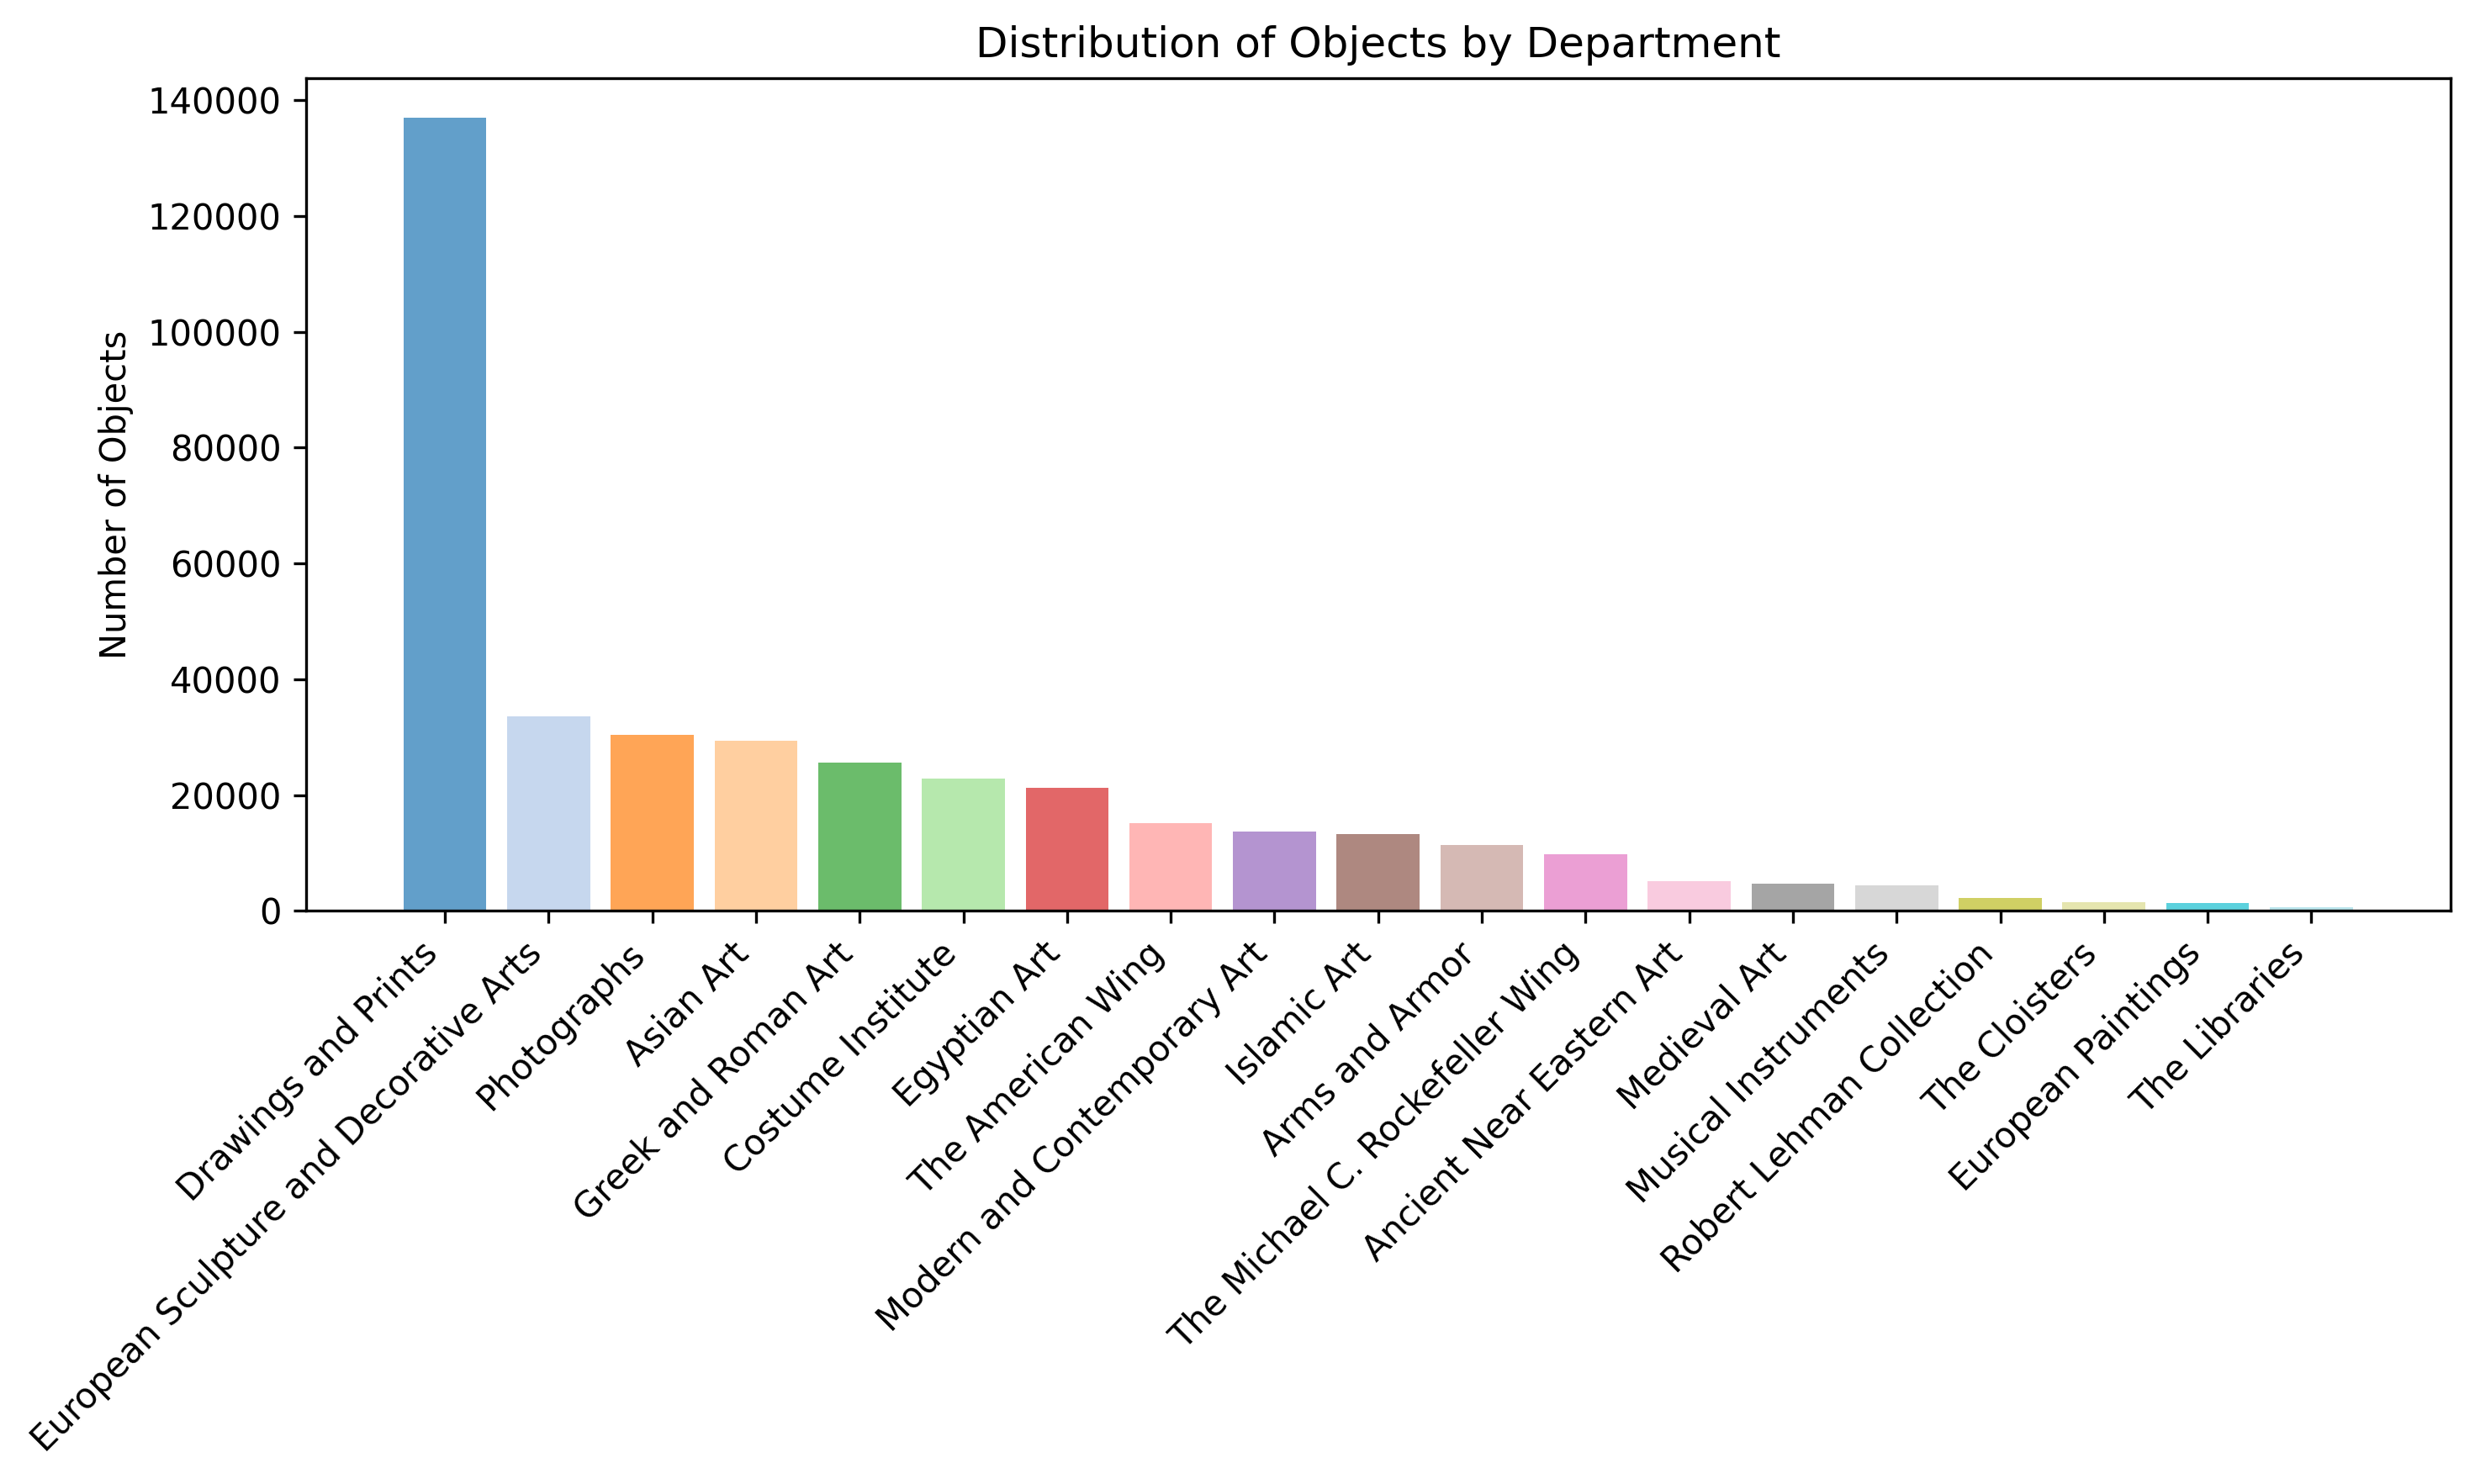 Distribution of Objects by Department
Number of Objects
140000
120000
100000
80000
60000
40000
20000
0
Drawings and Prints
European Sculpture and Decorative Arts
Photographs
Asian Art
Greek and Roman Art
Costume Institute
Egyptian Art
The American Wing
Modern and Contemporary Art
Islamic Art
Arms and Armor
The Michael C. Rockefeller Wing
Ancient Near Eastern Art
Medieval Art
Musical Instruments
Robert Lehman Collection
The Cloisters
European Paintings
The Libraries